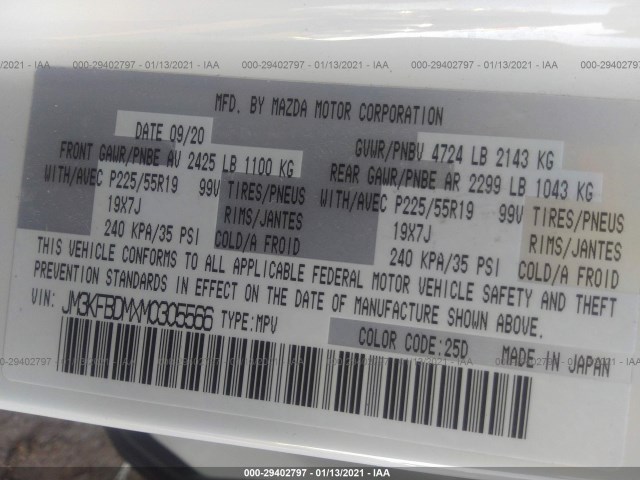 000-29402797 - 01/13/2021 - IAA
MFD. BY MAZDA MOTOR CORPORATION
DATE 09/20
GVWR/PNBV 4724 LB 2143 KG
FRONT GAWR/PNBE AV 2425 LB 1100 KG
REAR GAWR/PNBE AR 2299 LB 1043 KG
WITH/AVEC P225/55R19 99V TIRES/PNEUS
19X7J RIMS/JANTES
240 KPA/35 PSI COLD/A FROID
WITH/AVEC P225/55R19 99V TIRES/PNEUS
19X7J RIMS/JANTES
240 KPA/35 PSI COLD/A FROID
THIS VEHICLE CONFORMS TO ALL APPLICABLE FEDERAL MOTOR VEHICLE SAFETY AND THEFT
PREVENTION STANDARDS IN EFFECT ON THE DATE OF MANUFACTURE SHOWN ABOVE.
VIN: JM3KFBDMXM0305566 TYPE:MPV
COLOR CODE:25D MADE IN JAPAN
000-29402797 - 01/13/2021 - IAA